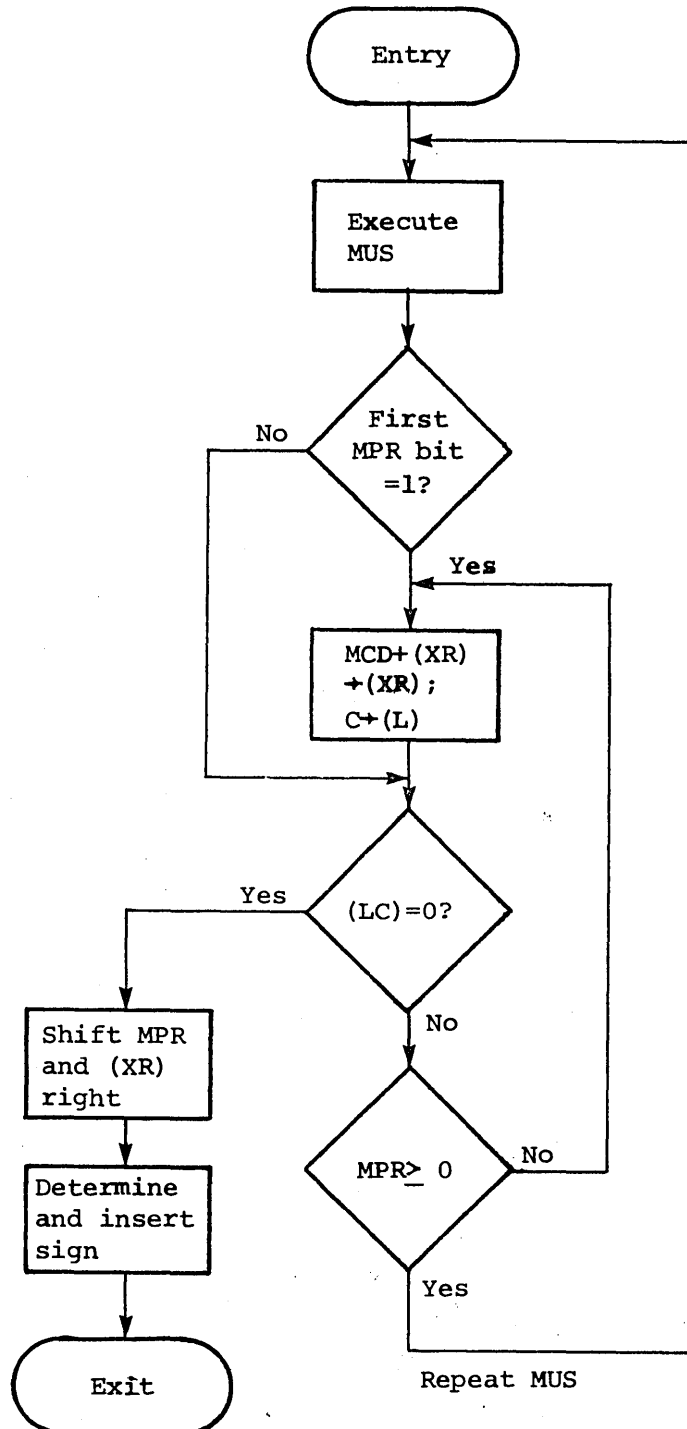 Entry
Execute
MUS
First
MPR bit
=1?
No
Yes
MCD+(XR)
→(XR);
C→(L)
(LC)=0?
Yes
No
Shift MPR
and (XR)
right
MPR≥ 0
No
Determine
and insert
sign
Yes
Repeat MUS
Exit